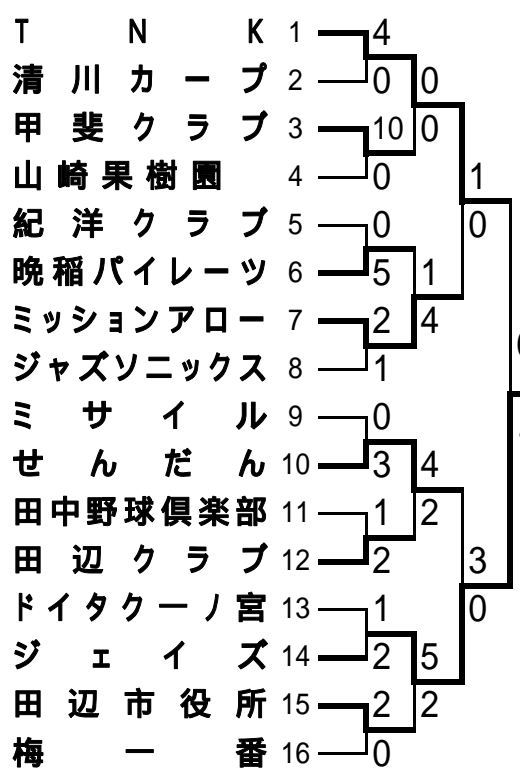 T N K 1 4
清川カープ 2 0 0
甲斐クラブ 3 10 0
山崎果樹園 4 0 1
紀洋クラブ 5 0 0
晩稲パイレーツ 6 5 1
ミッションアロー 7 2 4
ジャズソニックス 8 1
ミサイル 9 0
せんだん 10 3 4
田中野球倶楽部 11 1 2
田辺クラブ 12 2 3
ドイタクーノ宮 13 1 0
ジェイズ 14 2 5
田辺市役所 15 2 2
梅一番 16 0